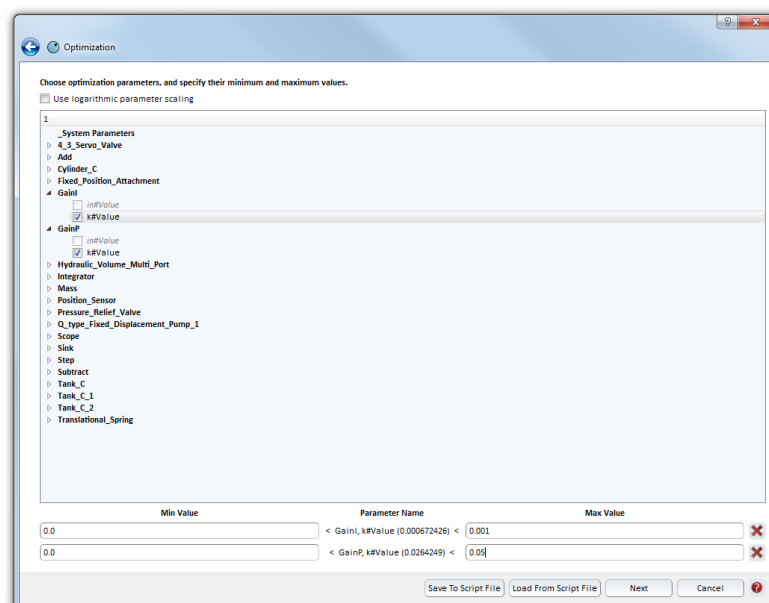 Optimization
Choose optimization parameters, and specify their minimum and maximum values.
Use logarithmic parameter scaling
1
_System Parameters
4_3_Servo_Valve
Add
Cylinder_C
Fixed_Position_Attachment
GainI
in#Value
k#Value
GainP
in#Value
k#Value
Hydraulic_Volume_Multi_Port
Integrator
Mass
Position_Sensor
Pressure_Relief_Valve
Q_type_Fixed_Displacement_Pump_1
Scope
Sink
Step
Subtract
Tank_C
Tank_C_1
Tank_C_2
Translational_Spring
Min Value Parameter Name Max Value
0.0 < GainI, k#Value (0.000672426) < 0.001
0.0 < GainP, k#Value (0.0264249) < 0.05
Save To Script File Load From Script File Next Cancel ?